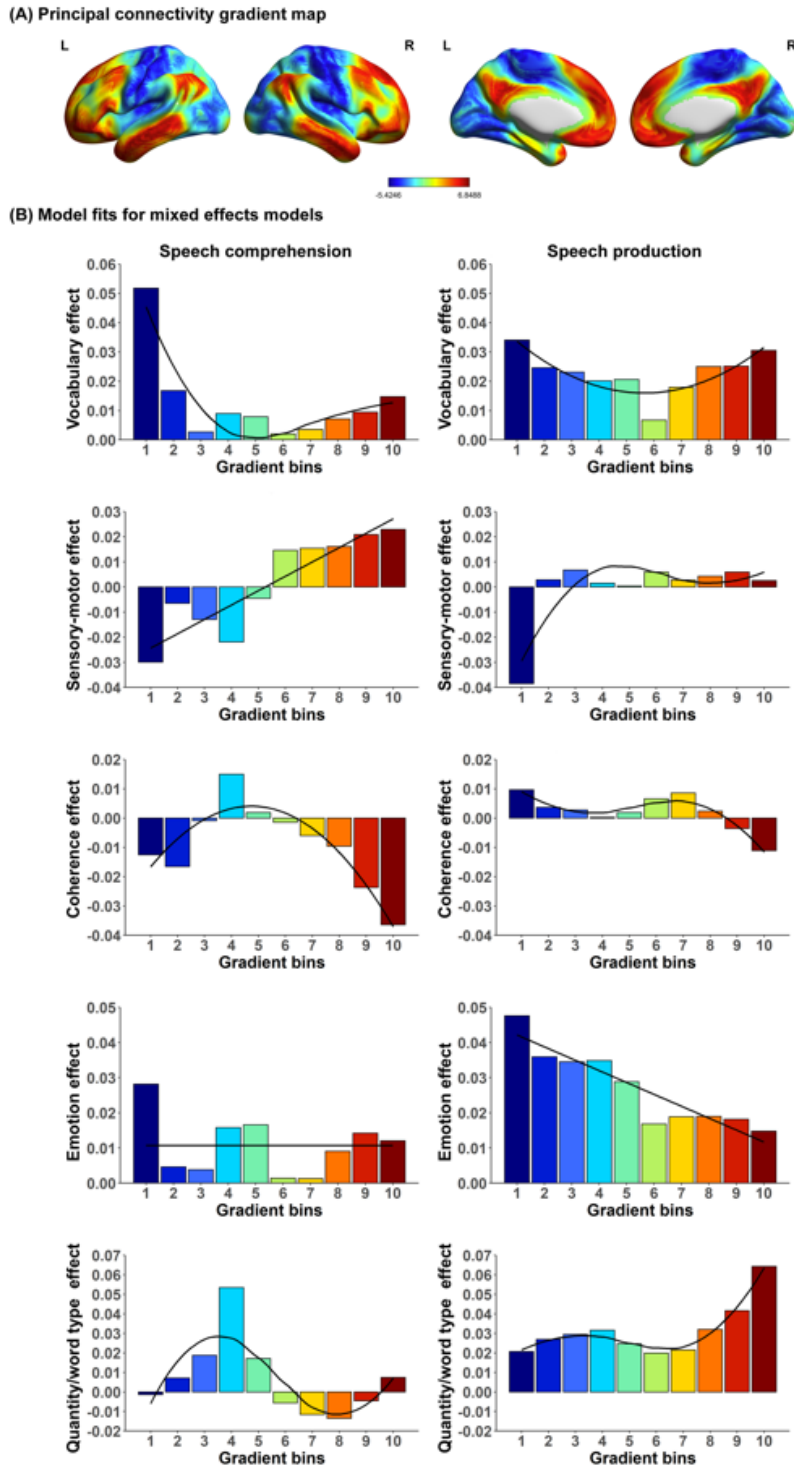 (A) Principal connectivity gradient map
L R L R
-5.4246 6.8488
(B) Model fits for mixed effects models
Speech comprehension Speech production
Vocabulary effect
0.06
0.05
0.04
0.03
0.02
0.01
0.00
1 2 3 4 5 6 7 8 9 10
Gradient bins
Vocabulary effect
0.06
0.05
0.04
0.03
0.02
0.01
0.00
1 2 3 4 5 6 7 8 9 10
Gradient bins
Sensory-motor effect
0.03
0.02
0.01
0.00
-0.01
-0.02
-0.03
-0.04
1 2 3 4 5 6 7 8 9 10
Gradient bins
Sensory-motor effect
0.03
0.02
0.01
0.00
-0.01
-0.02
-0.03
-0.04
1 2 3 4 5 6 7 8 9 10
Gradient bins
Coherence effect
0.02
0.01
0.00
-0.01
-0.02
-0.03
-0.04
1 2 3 4 5 6 7 8 9 10
Gradient bins
Coherence effect
0.02
0.01
0.00
-0.01
-0.02
-0.03
-0.04
1 2 3 4 5 6 7 8 9 10
Gradient bins
Emotion effect
0.05
0.04
0.03
0.02
0.01
0.00
1 2 3 4 5 6 7 8 9 10
Gradient bins
Emotion effect
0.05
0.04
0.03
0.02
0.01
0.00
1 2 3 4 5 6 7 8 9 10
Gradient bins
Quantity/word type effect
0.07
0.06
0.05
0.04
0.03
0.02
0.01
0.00
-0.01
-0.02
1 2 3 4 5 6 7 8 9 10
Gradient bins
Quantity/word type effect
0.07
0.06
0.05
0.04
0.03
0.02
0.01
0.00
-0.01
-0.02
1 2 3 4 5 6 7 8 9 10
Gradient bins